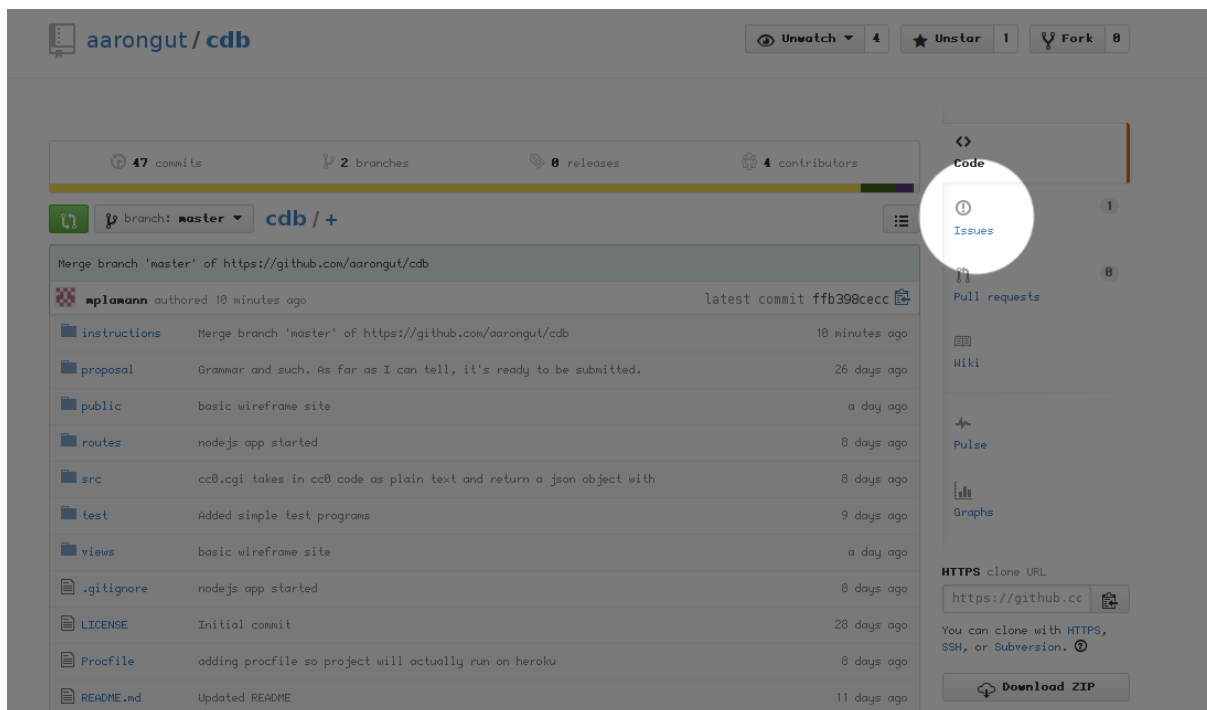 aarongut / cdb
Unwatch 4
Unstar 1
Fork 0
47 commits
2 branches
0 releases
4 contributors
branch: master
cdb / +
Merge branch 'master' of https://github.com/aarongut/cdb
mplamann authored 10 minutes ago
latest commit ffb398cecc
instructions Merge branch 'master' of https://github.com/aarongut/cdb 10 minutes ago
proposal Grammar and such. As far as I can tell, it's ready to be submitted. 26 days ago
public basic wireframe site a day ago
routes nodejs app started 8 days ago
src cc0.cgi takes in cc0 code as plain text and return a json object with 8 days ago
test Added simple test programs 9 days ago
views basic wireframe site a day ago
.gitignore nodejs app started 8 days ago
LICENSE Initial commit 28 days ago
Procfile adding procfile so project will actually run on heroku 8 days ago
README.md Updated README 11 days ago
Code
Issues 1
Pull requests 0
Wiki
Pulse
Graphs
HTTPS clone URL
https://github.cc
You can clone with HTTPS,
SSH, or Subversion.
Download ZIP